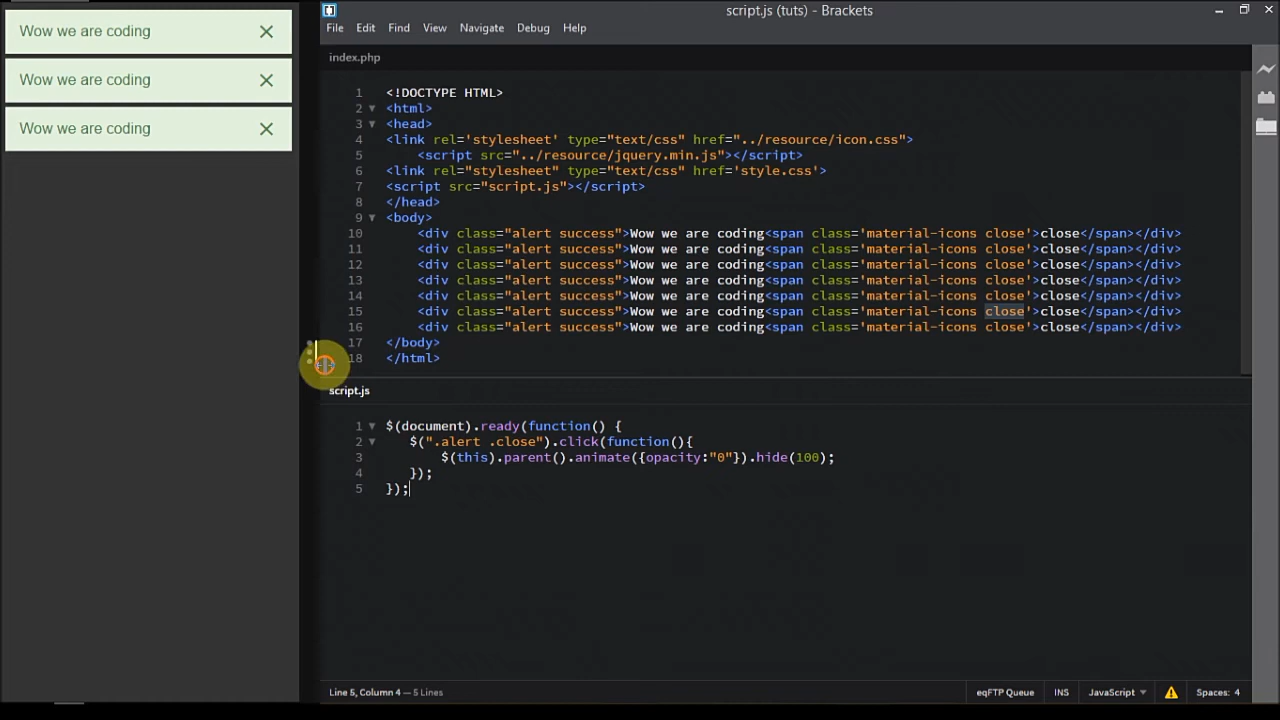 Wow we are coding
Wow we are coding
Wow we are coding
script.js (tuts) - Brackets
File Edit Find View Navigate Debug Help
index.php
1 <!DOCTYPE HTML>
2 <html>
3 <head>
4 <link rel='stylesheet' type="text/css" href="../resource/icon.css">
5 <script src="../resource/jquery.min.js"></script>
6 <link rel="stylesheet" type="text/css" href='style.css'>
7 <script src="script.js"></script>
8 </head>
9 <body>
10 <div class="alert success">Wow we are coding<span class='material-icons close'>close</span></div>
11 <div class="alert success">Wow we are coding<span class='material-icons close'>close</span></div>
12 <div class="alert success">Wow we are coding<span class='material-icons close'>close</span></div>
13 <div class="alert success">Wow we are coding<span class='material-icons close'>close</span></div>
14 <div class="alert success">Wow we are coding<span class='material-icons close'>close</span></div>
15 <div class="alert success">Wow we are coding<span class='material-icons close'>close</span></div>
16 <div class="alert success">Wow we are coding<span class='material-icons close'>close</span></div>
17 </body>
18 </html>
script.js
1 $(document).ready(function() {
2 $(".alert .close").click(function(){
3 $(this).parent().animate({opacity:"0"}).hide(100);
4 });
5 });
Line 5, Column 4 — 5 Lines
eqFTP Queue INS JavaScript Spaces: 4